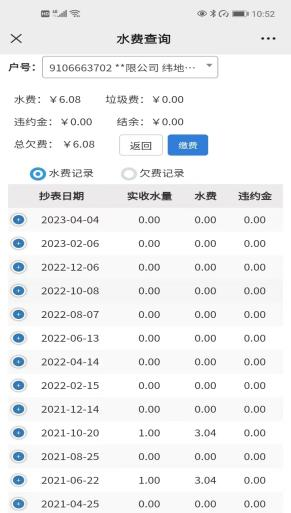 10:52
水费查询
户号： 9106663702 **限公司 纬地…
水费：￥6.08 垃圾费：￥0.00
违约金：￥0.00 结余：￥0.00
总欠费：￥6.08 返回 缴费
水费记录 欠费记录
抄表日期 实收水量 水费 违约金
2023-04-04 0.00 0.00 0.00
2023-02-06 0.00 0.00 0.00
2022-12-06 0.00 0.00 0.00
2022-10-08 0.00 0.00 0.00
2022-08-07 0.00 0.00 0.00
2022-06-13 0.00 0.00 0.00
2022-04-14 0.00 0.00 0.00
2022-02-15 0.00 0.00 0.00
2021-12-14 0.00 0.00 0.00
2021-10-20 1.00 3.04 0.00
2021-08-25 0.00 0.00 0.00
2021-06-22 1.00 3.04 0.00
2021-04-25 0.00 0.00 0.00